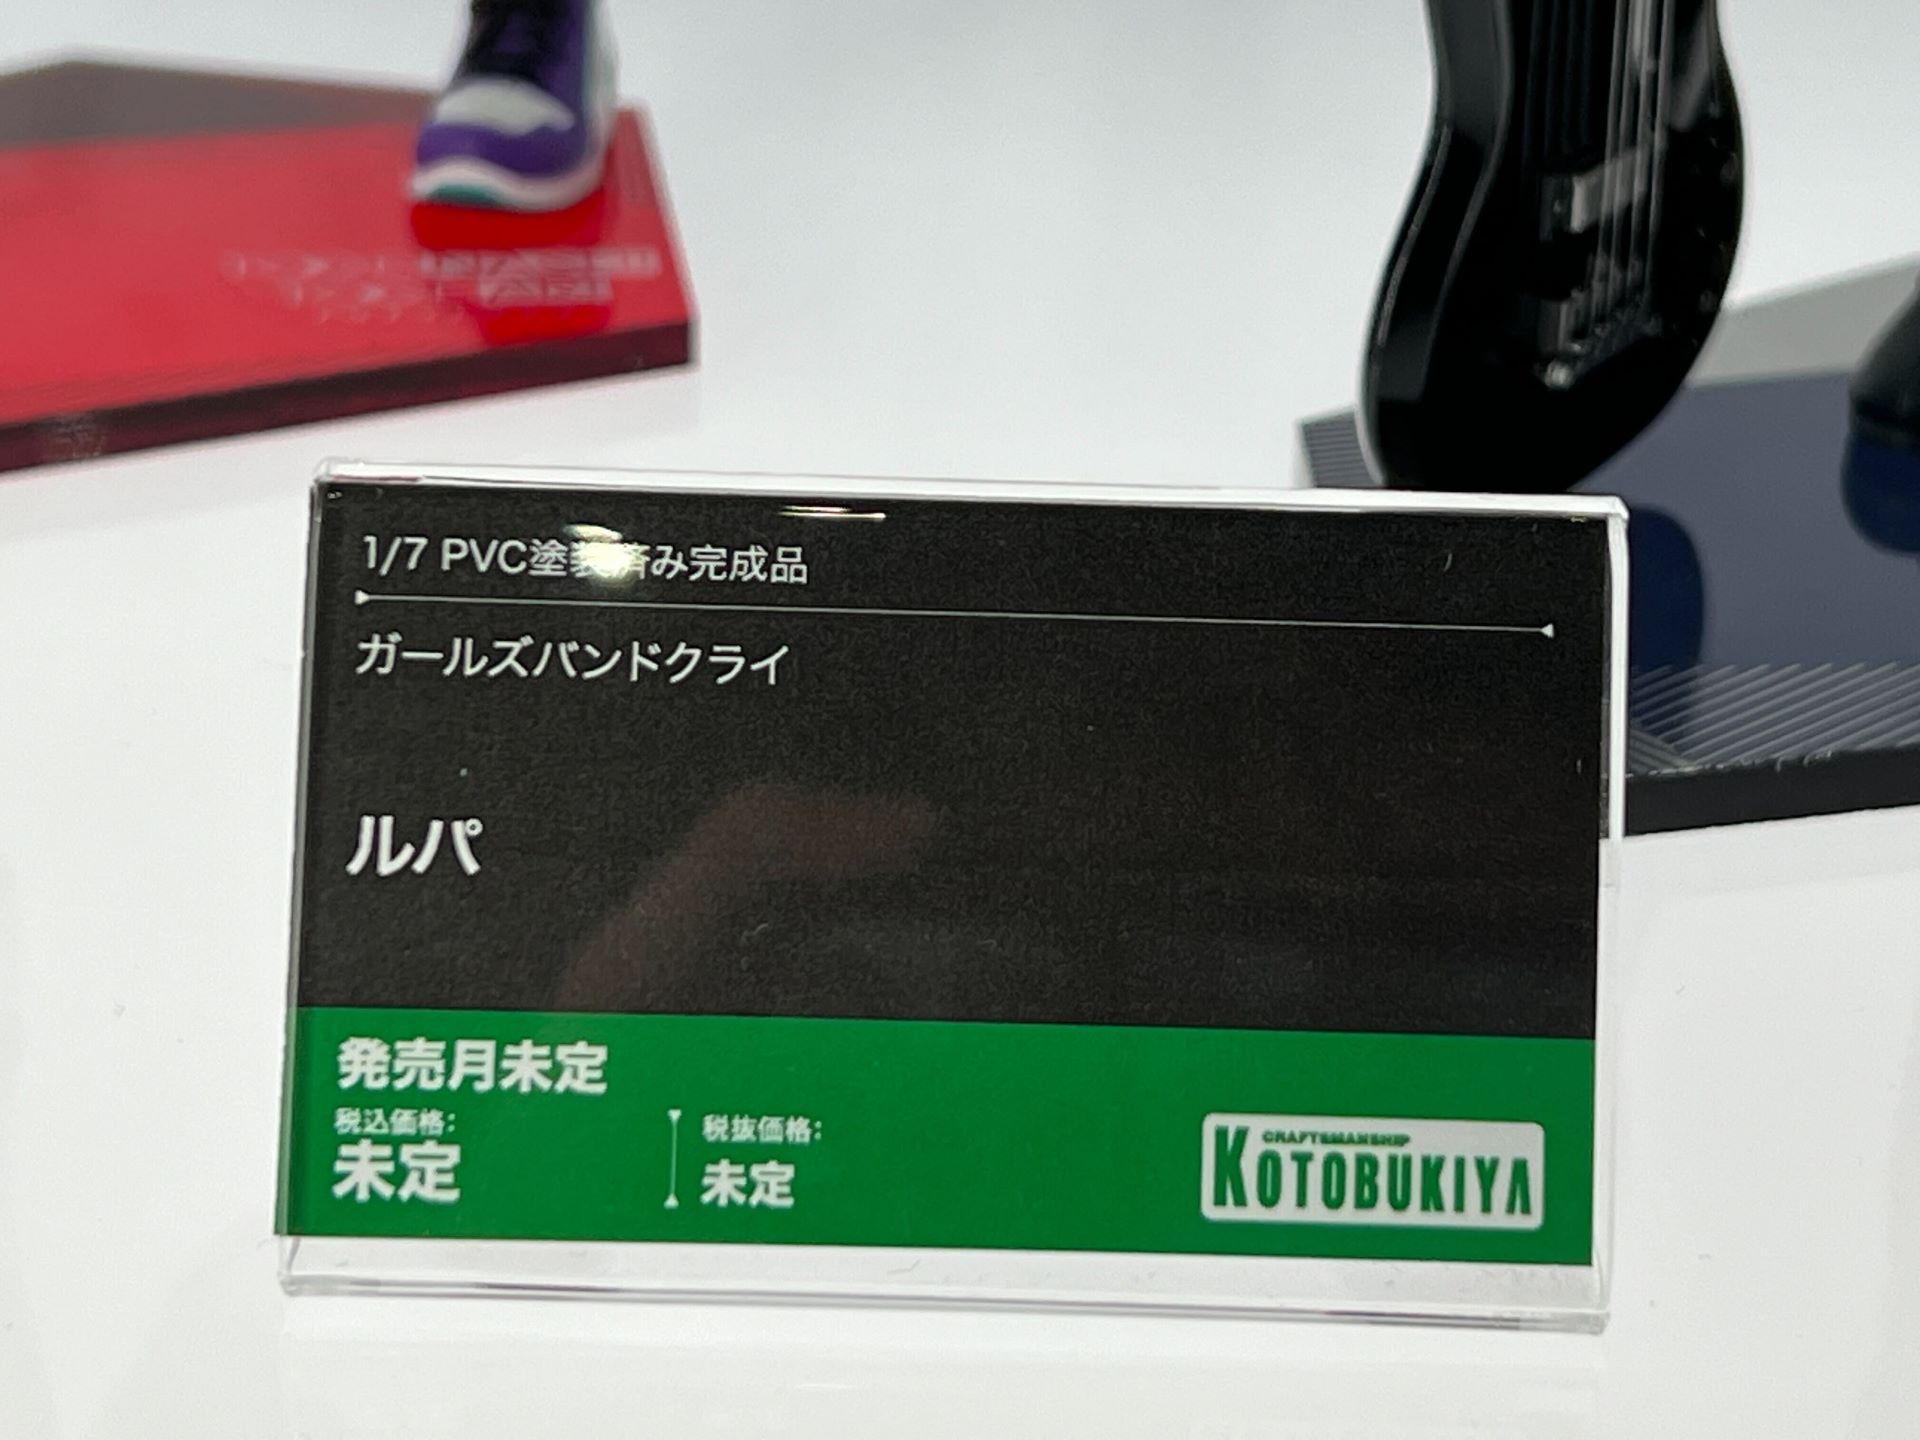 1/7 PVC塗装済み完成品
ガールズバンドクライ
ルパ
発売月未定
税込価格:
未定
税抜価格:
未定
CRAFTSMANSHIP
KOTOBUKIYA